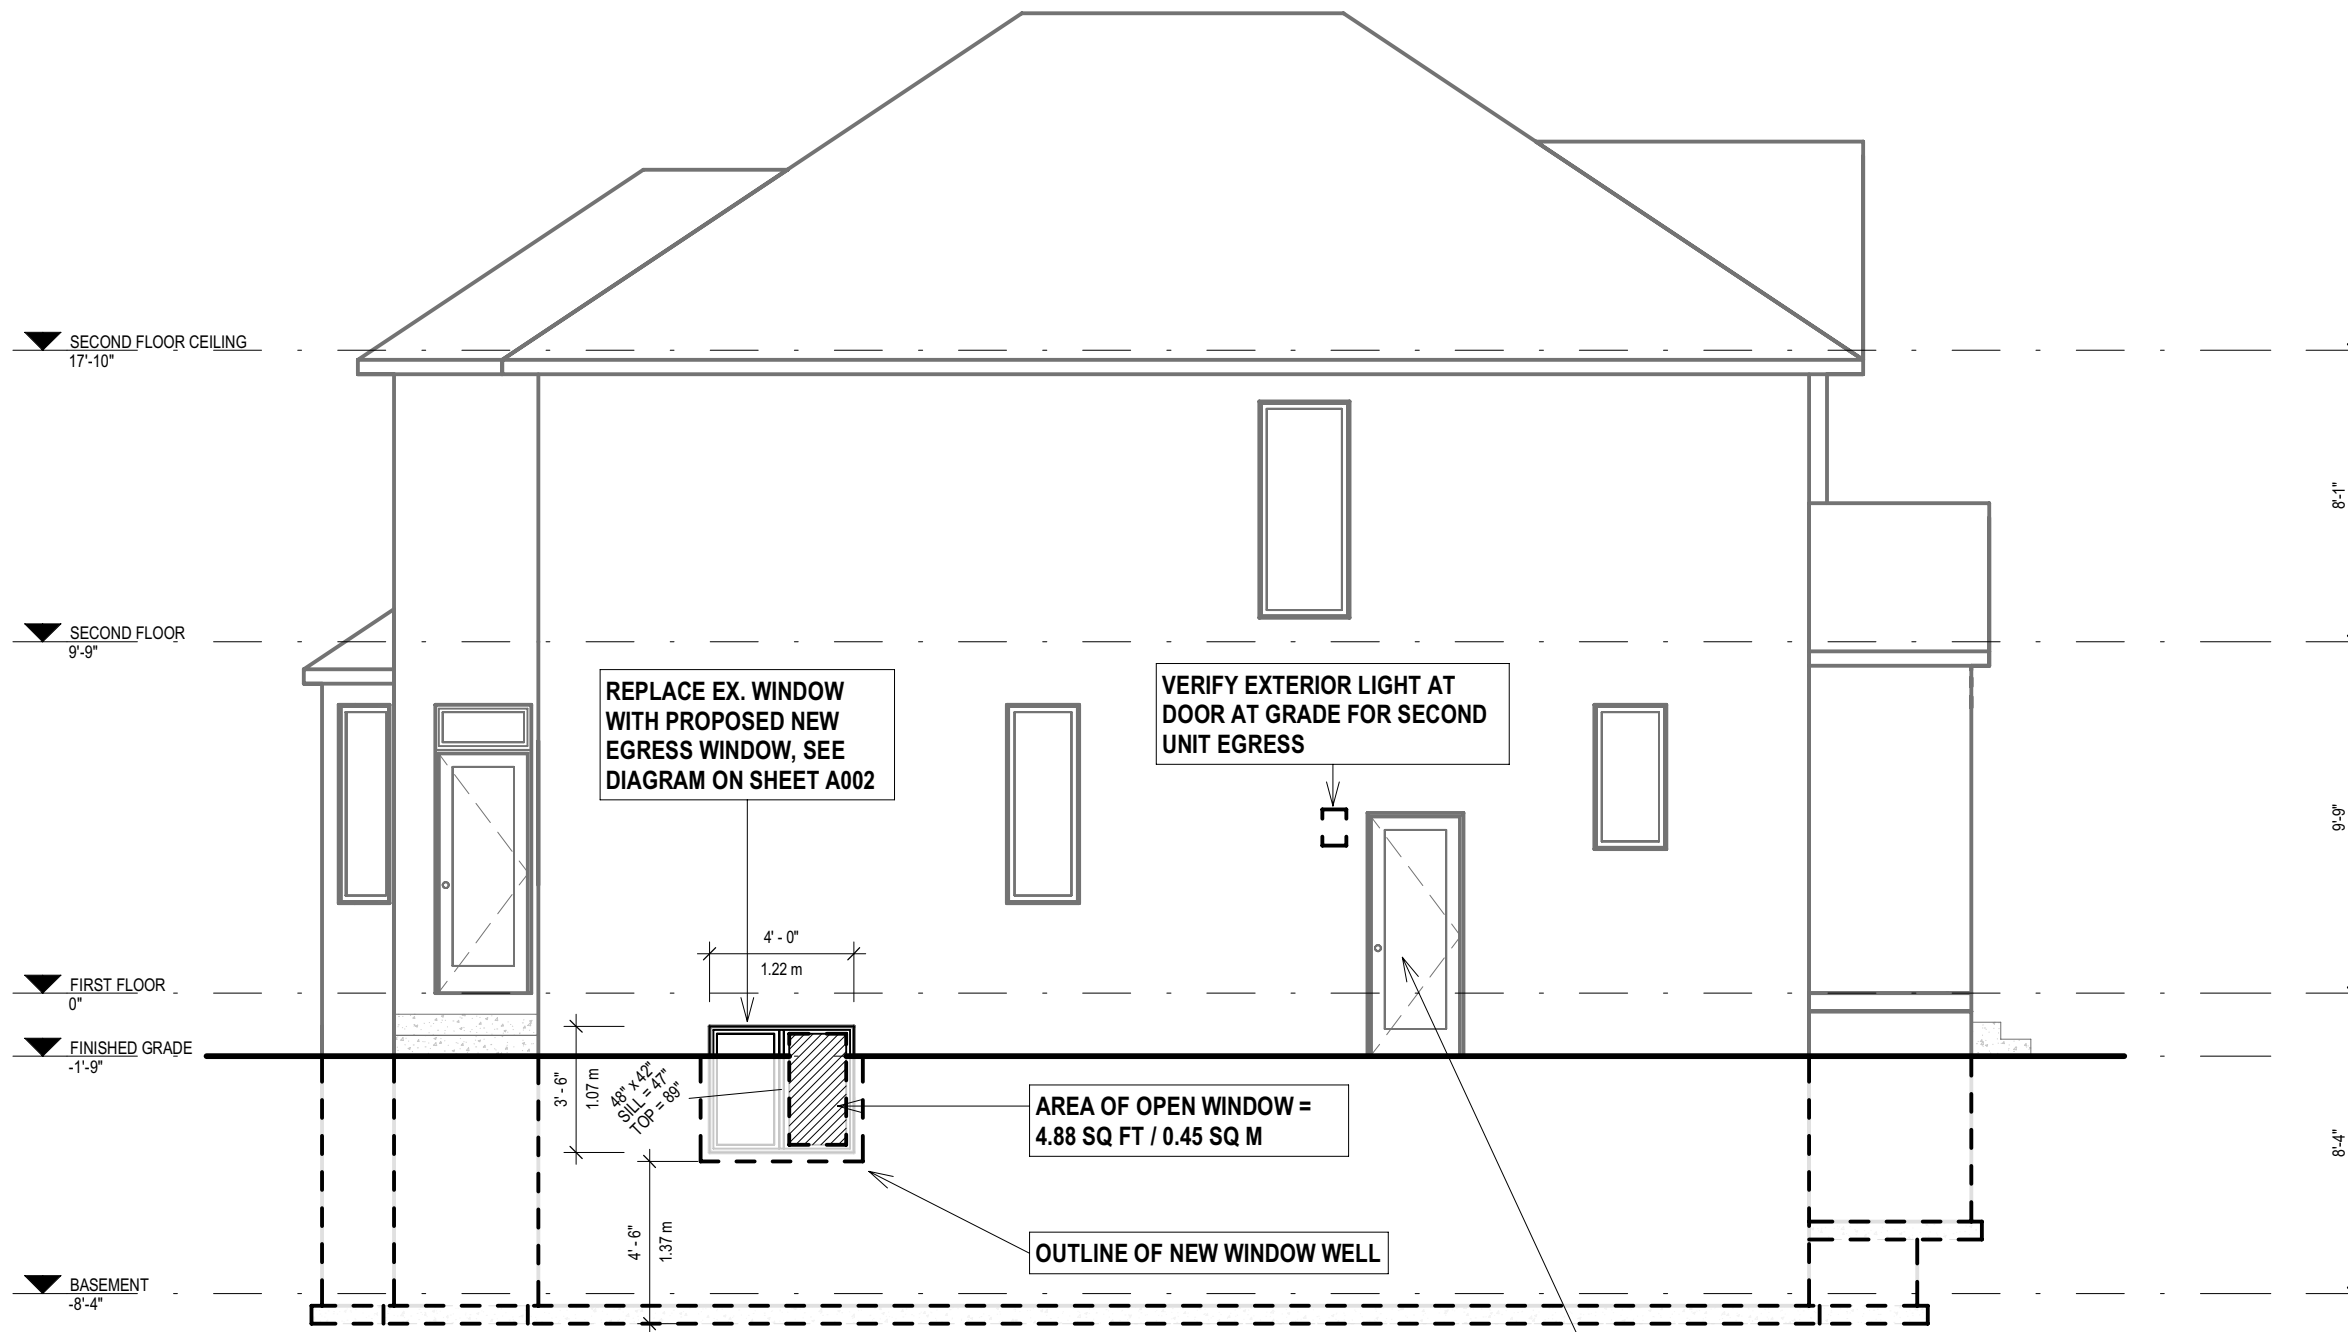 SECOND FLOOR CEILING
17'-10"
8'-1"
SECOND FLOOR
9'-9"
REPLACE EX. WINDOW
WITH PROPOSED NEW
EGRESS WINDOW, SEE
DIAGRAM ON SHEET A002
VERIFY EXTERIOR LIGHT AT
DOOR AT GRADE FOR SECOND
UNIT EGRESS
9'-9"
4' - 0"
1.22 m
FIRST FLOOR
0"
FINISHED GRADE
-1'-9"
3' - 6"
1.07 m
48" x 42"
SILL = 47"
TOP = 89"
AREA OF OPEN WINDOW =
4.88 SQ FT / 0.45 SQ M
8'-4"
4' - 6"
1.37 m
OUTLINE OF NEW WINDOW WELL
BASEMENT
-8'-4"